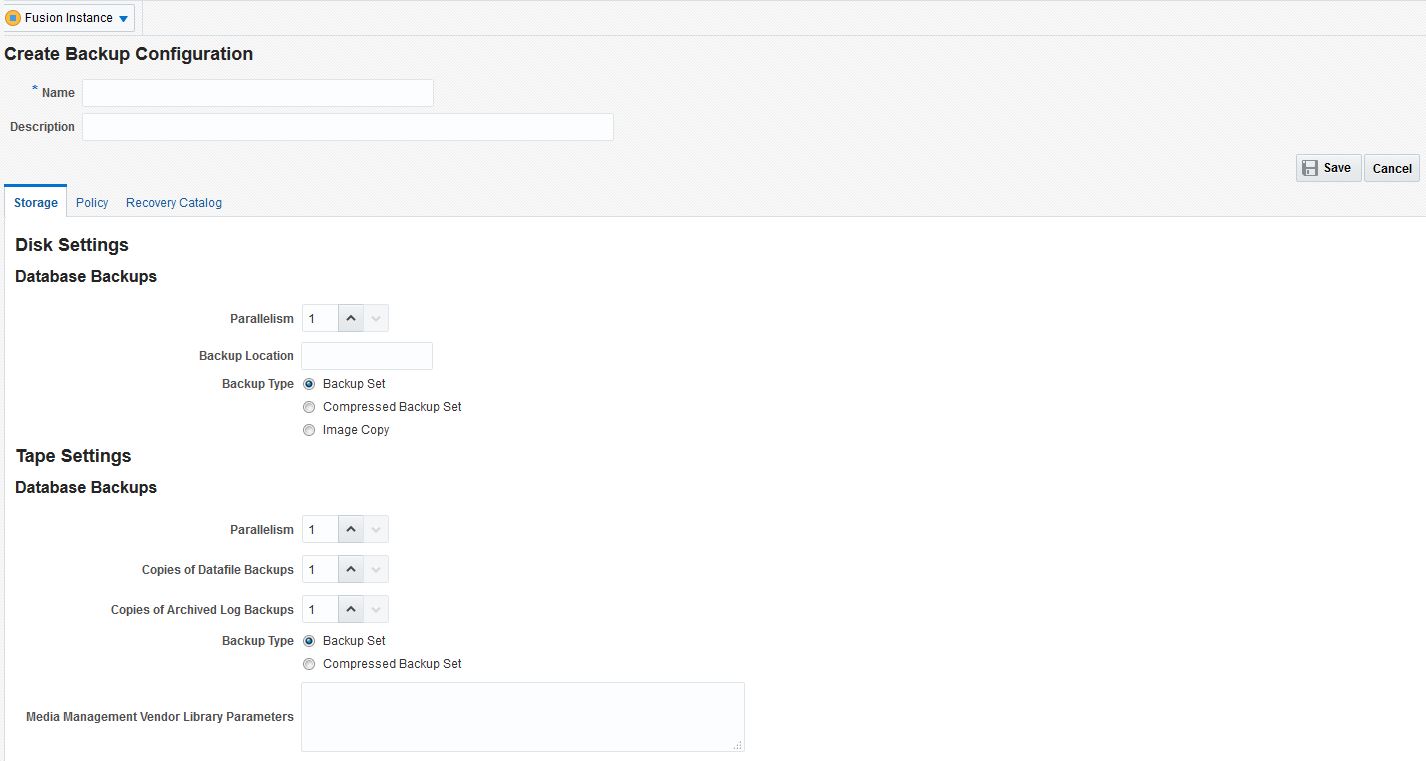 Fusion Instance
Create Backup Configuration
* Name
Description
Save Cancel
Storage Policy Recovery Catalog
Disk Settings
Database Backups
Parallelism 1
Backup Location
Backup Type Backup Set
Compressed Backup Set
Image Copy
Tape Settings
Database Backups
Parallelism 1
Copies of Datafile Backups 1
Copies of Archived Log Backups 1
Backup Type Backup Set
Compressed Backup Set
Media Management Vendor Library Parameters